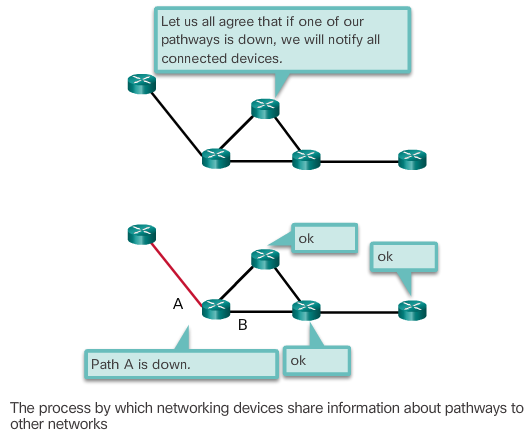 Let us all agree that if one of our
pathways is down, we will notify all
connected devices.
ok
ok
A
B
Path A is down.
ok
The process by which networking devices share information about pathways to
other networks